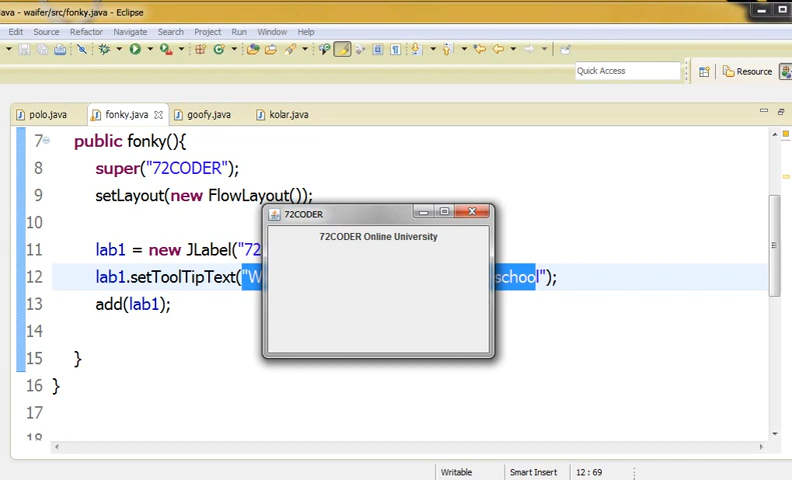 ava - waifer/src/fonky.java - Eclipse
Edit Source Refactor Navigate Search Project Run Window Help
Quick Access
Resource
polo.java fonky.java goofy.java kolar.java
7 public fonky(){
8 super("72CODER");
9 setLayout(new FlowLayout());
10
72CODER
72CODER Online University
11 lab1 = new JLabel("72
12 lab1.setToolTipText("W school");
13 add(lab1);
14
15 }
16 }
17
18
Writable Smart Insert 12 : 69